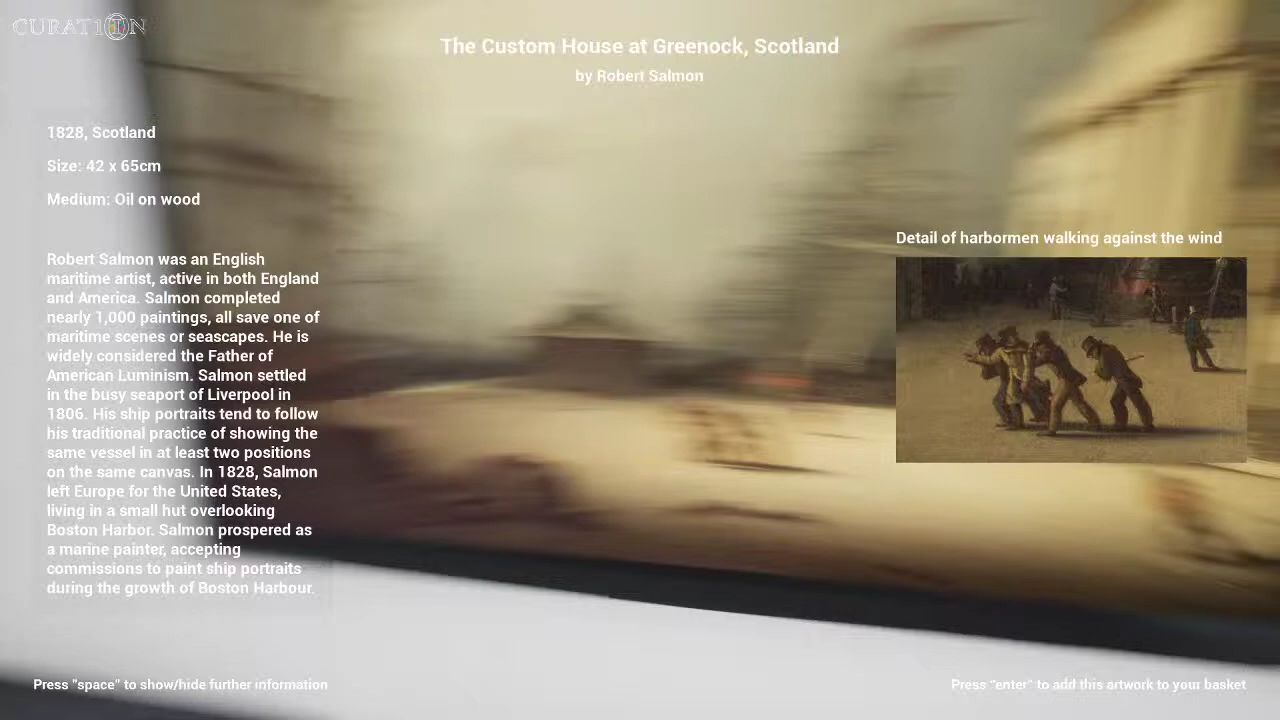 CURAT10N
The Custom House at Greenock, Scotland
by Robert Salmon
1828, Scotland
Size: 42 x 65cm
Medium: Oil on wood
Robert Salmon was an English
maritime artist, active in both England
and America. Salmon completed
nearly 1,000 paintings, all save one of
maritime scenes or seascapes. He is
widely considered the Father of
American Luminism. Salmon settled
in the busy seaport of Liverpool in
1806. His ship portraits tend to follow
his traditional practice of showing the
same vessel in at least two positions
on the same canvas. In 1828, Salmon
left Europe for the United States,
living in a small hut overlooking
Boston Harbor. Salmon prospered as
a marine painter, accepting
commissions to paint ship portraits
during the growth of Boston Harbour.
Detail of harbormen walking against the wind
Press "space" to show/hide further information
Press "enter" to add this artwork to your basket